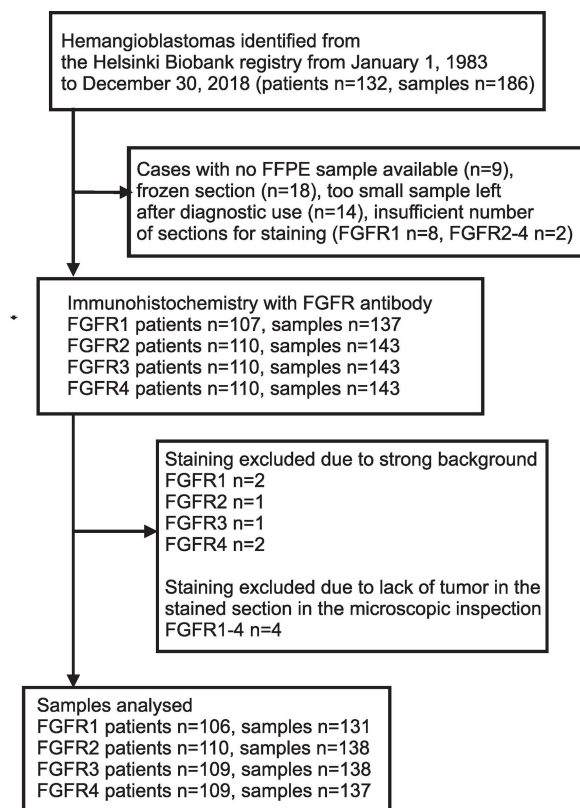 Hemangioblastomas identified from
the Helsinki Biobank registry from January 1, 1983
to December 30, 2018 (patients n=132, samples n=186)
Cases with no FFPE sample available (n=9),
frozen section (n=18), too small sample left
after diagnostic use (n=14), insufficient number
of sections for staining (FGFR1 n=8, FGFR2-4 n=2)
Immunohistochemistry with FGFR antibody
FGFR1 patients n=107, samples n=137
FGFR2 patients n=110, samples n=143
FGFR3 patients n=110, samples n=143
FGFR4 patients n=110, samples n=143
Staining excluded due to strong background
FGFR1 n=2
FGFR2 n=1
FGFR3 n=1
FGFR4 n=2
Staining excluded due to lack of tumor in the
stained section in the microscopic inspection
FGFR1-4 n=4
Samples analysed
FGFR1 patients n=106, samples n=131
FGFR2 patients n=110, samples n=138
FGFR3 patients n=109, samples n=138
FGFR4 patients n=109, samples n=137